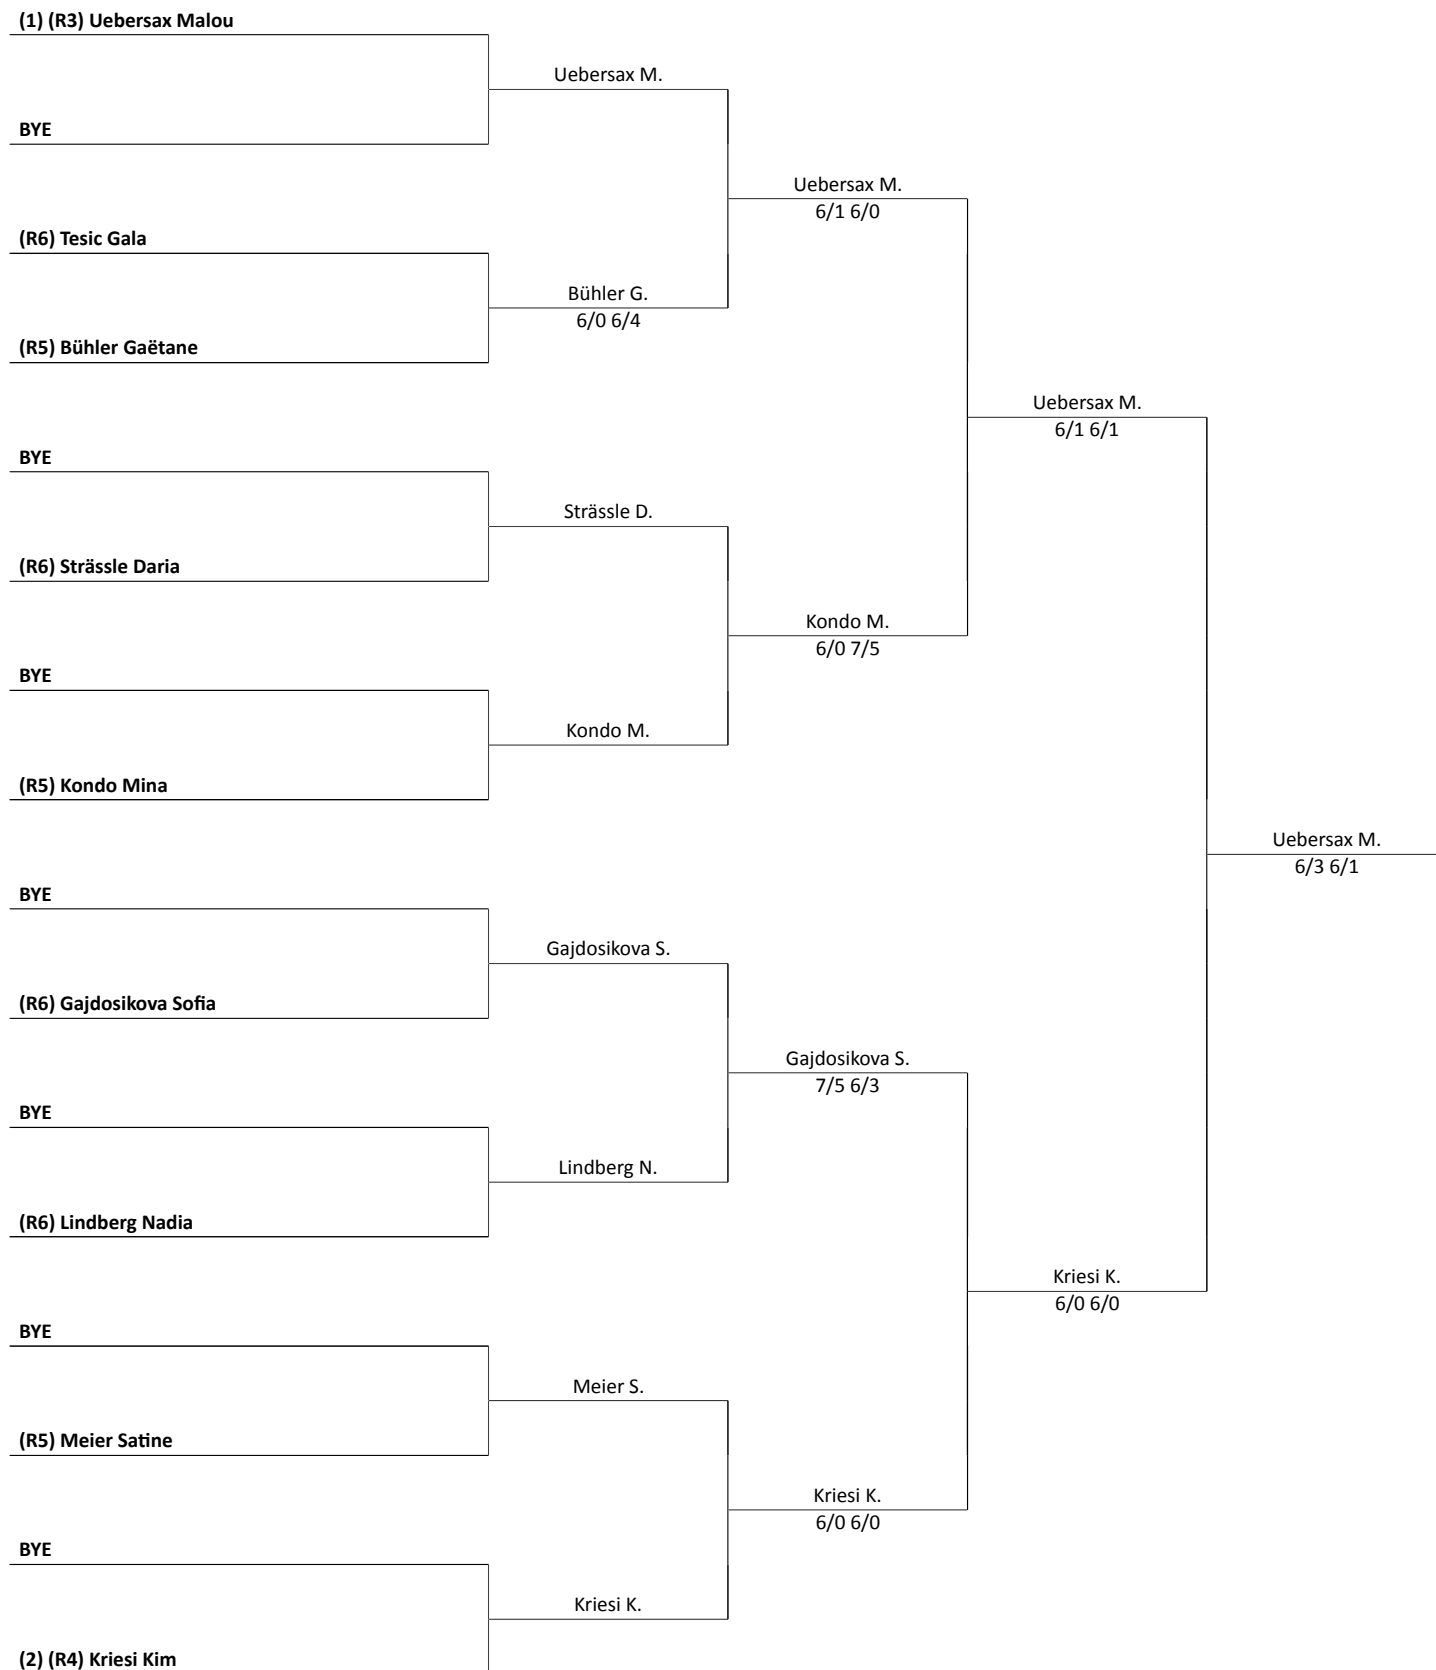 (1) (R3) Uebersax Malou
Uebersax M.
BYE
Uebersax M.
6/1 6/0
(R6) Tesic Gala
Bühler G.
6/0 6/4
(R5) Bühler Gaëtane
Uebersax M.
6/1 6/1
BYE
Strässle D.
(R6) Strässle Daria
Kondo M.
6/0 7/5
BYE
Kondo M.
(R5) Kondo Mina
Uebersax M.
6/3 6/1
BYE
Gajdosikova S.
(R6) Gajdosikova Sofia
Gajdosikova S.
7/5 6/3
BYE
Lindberg N.
(R6) Lindberg Nadia
Kriesi K.
6/0 6/0
BYE
Meier S.
(R5) Meier Satine
Kriesi K.
6/0 6/0
BYE
Kriesi K.
(2) (R4) Kriesi Kim